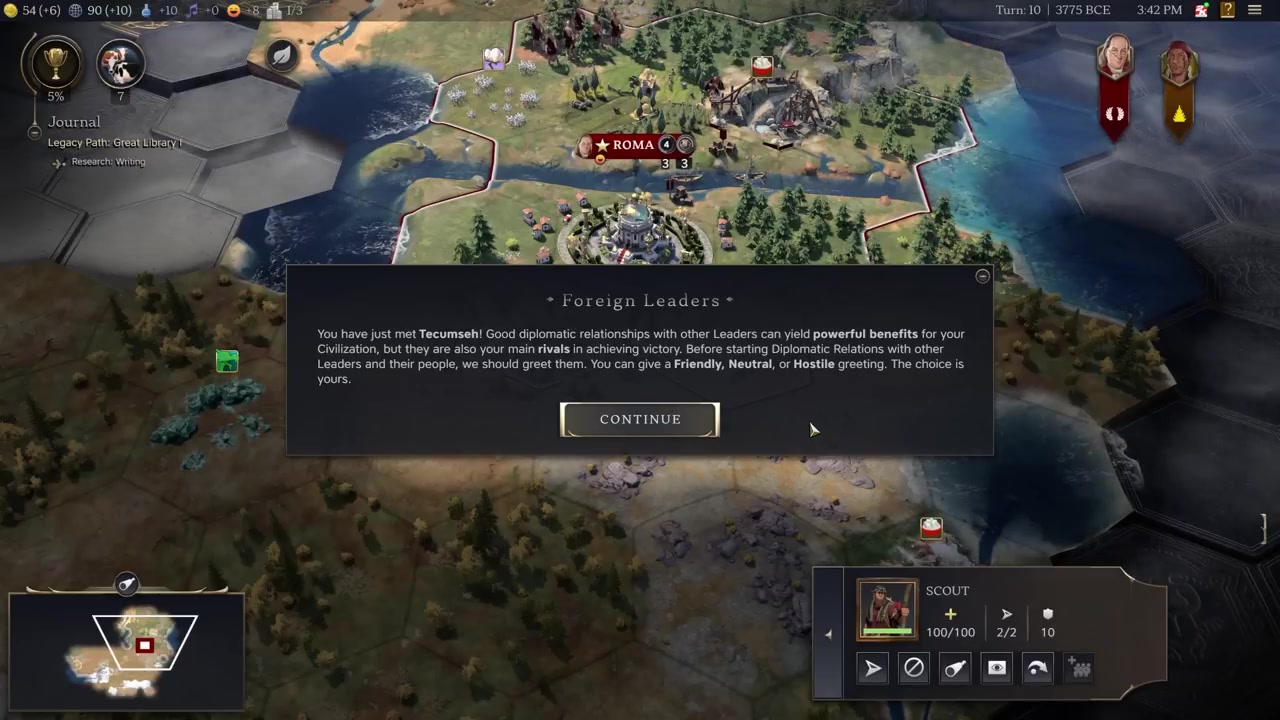 54 (+6) 90 (+10) +10 +0 +8 1/3
Turn: 10 | 3775 BCE 3:42 PM
5% 7
Journal
Legacy Path: Great Library I
Research: Writing
ROMA 4
3 3
Foreign Leaders
You have just met Tecumseh! Good diplomatic relationships with other Leaders can yield powerful benefits for your
Civilization, but they are also your main rivals in achieving victory. Before starting Diplomatic Relations with other
Leaders and their people, we should greet them. You can give a Friendly, Neutral, or Hostile greeting. The choice is
yours.
CONTINUE
SCOUT
100/100 2/2 10